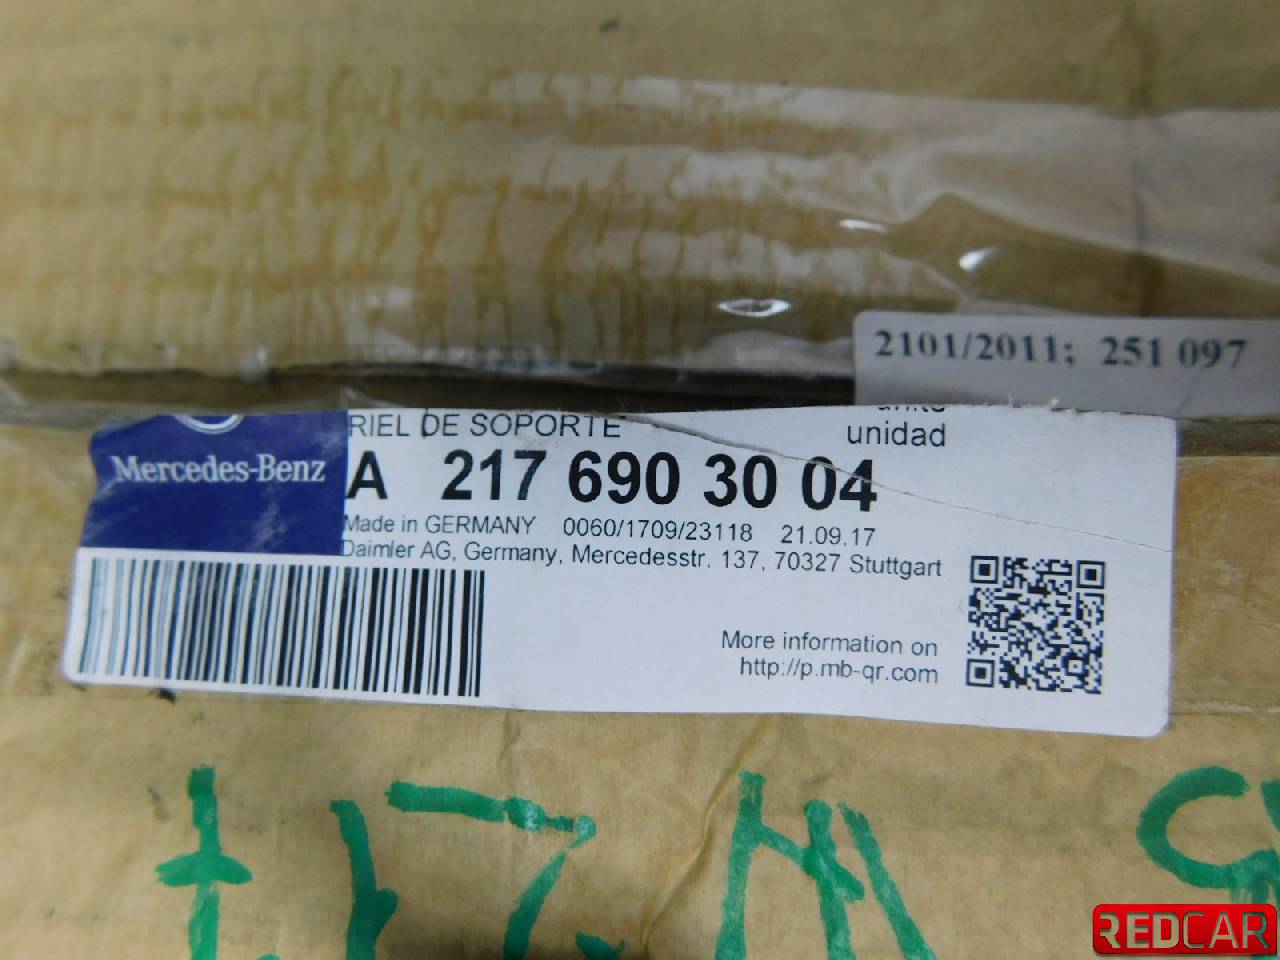 2101/2011; 251 097
RIEL DE SOPORTE
unidad
Mercedes-Benz
A 217 690 30 04
Made in GERMANY 0060/1709/23118 21.09.17
Daimler AG, Germany, Mercedesstr. 137, 70327 Stuttgart
More information on
http://p.mb-qr.com
REDCAR